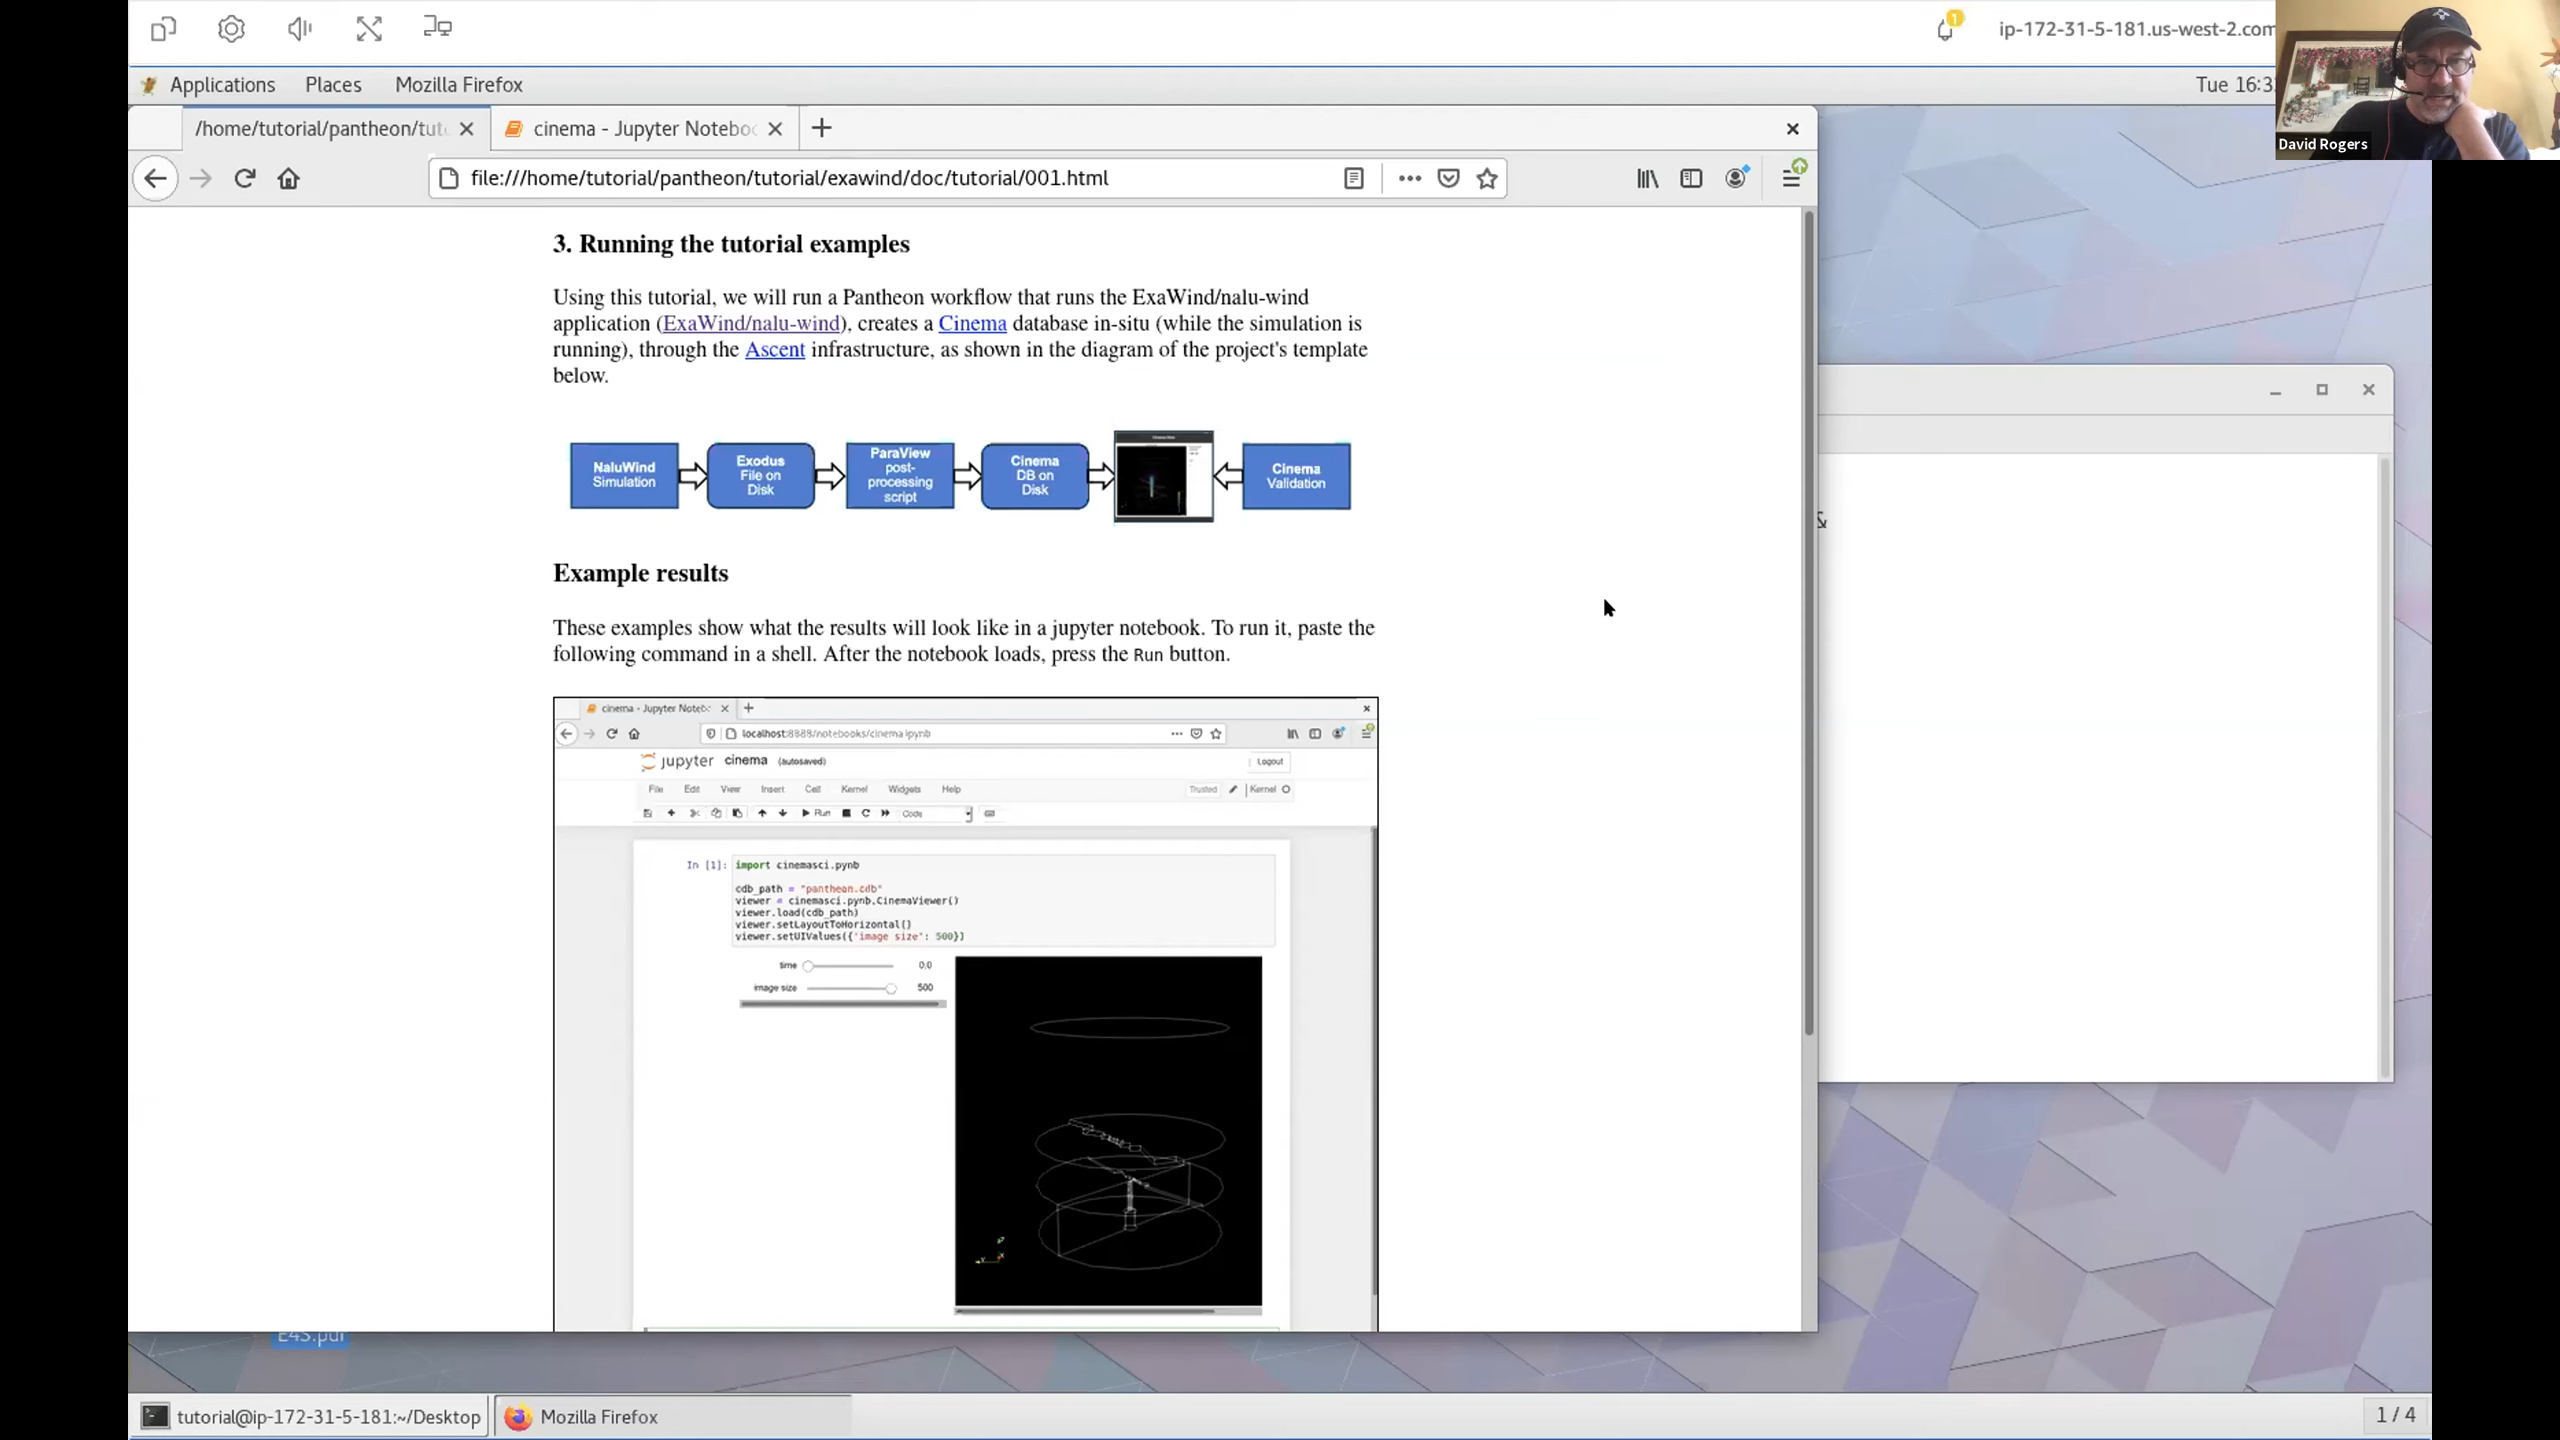 ip-172-31-5-181.us-west-2.com
1
David Rogers
Applications Places Mozilla Firefox
Tue 16:3
/home/tutorial/pantheon/tut
cinema - Jupyter Notebo
file:///home/tutorial/pantheon/tutorial/exawind/doc/tutorial/001.html
3. Running the tutorial examples
Using this tutorial, we will run a Pantheon workflow that runs the ExaWind/nalu-wind
application (ExaWind/nalu-wind), creates a Cinema database in-situ (while the simulation is
running), through the Ascent infrastructure, as shown in the diagram of the project's template
below.
NaluWind
Simulation
Exodus
File on
Disk
ParaView
post-
processing
script
Cinema
DB on
Disk
Cinema
Validation
&
Example results
These examples show what the results will look like in a jupyter notebook. To run it, paste the
following command in a shell. After the notebook loads, press the Run button.
cinema - Jupyter Noteb
localhost:8888/notebooks/cinema.ipynb
jupyter cinema (autosaved)
Logout
File Edit View Insert Cell Kernel Widgets Help
Trusted Kernel
Run Code
In [1]: import cinemasci.pynb
cdb_path = "pantheon.cdb"
viewer = cinemasci.pynb.CinemaViewer()
viewer.load(cdb_path)
viewer.setLayoutToHorizontal()
viewer.setUIValues({'image size': 500})
time 0.0
image size 500
E4S.pdf
tutorial@ip-172-31-5-181:~/Desktop
Mozilla Firefox
1 / 4